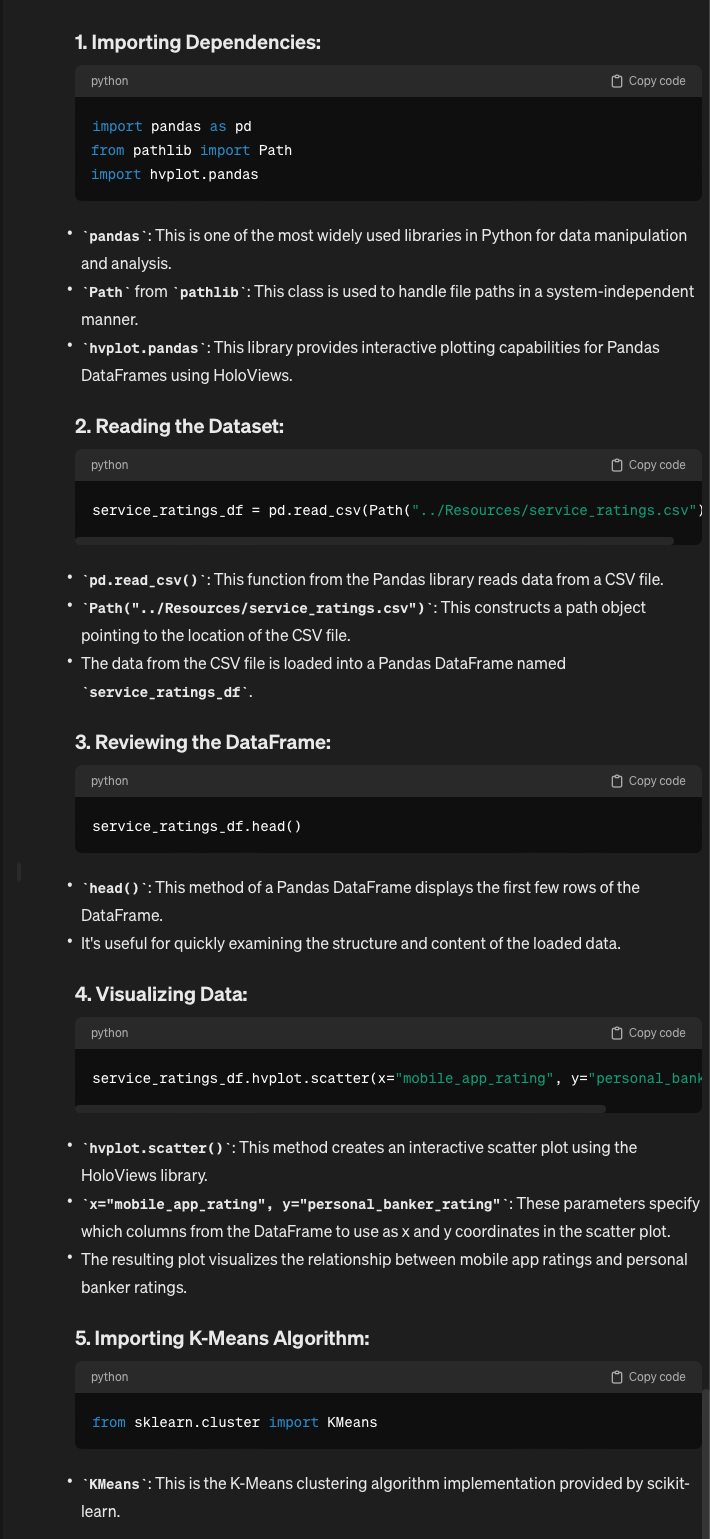 1. Importing Dependencies:
python Copy code
import pandas as pd
from pathlib import Path
import hvplot.pandas
• `pandas`: This is one of the most widely used libraries in Python for data manipulation
and analysis.
• `Path` from `pathlib`: This class is used to handle file paths in a system-independent
manner.
• `hvplot.pandas`: This library provides interactive plotting capabilities for Pandas
DataFrames using HoloViews.
2. Reading the Dataset:
python Copy code
service_ratings_df = pd.read_csv(Path("../Resources/service_ratings.csv")
• `pd.read_csv()`: This function from the Pandas library reads data from a CSV file.
• `Path("../Resources/service_ratings.csv")`: This constructs a path object
pointing to the location of the CSV file.
• The data from the CSV file is loaded into a Pandas DataFrame named
`service_ratings_df`.
3. Reviewing the DataFrame:
python Copy code
service_ratings_df.head()
• `head()`: This method of a Pandas DataFrame displays the first few rows of the
DataFrame.
• It's useful for quickly examining the structure and content of the loaded data.
4. Visualizing Data:
python Copy code
service_ratings_df.hvplot.scatter(x="mobile_app_rating", y="personal_bank
• `hvplot.scatter()`: This method creates an interactive scatter plot using the
HoloViews library.
• `x="mobile_app_rating", y="personal_banker_rating"`: These parameters specify
which columns from the DataFrame to use as x and y coordinates in the scatter plot.
• The resulting plot visualizes the relationship between mobile app ratings and personal
banker ratings.
5. Importing K-Means Algorithm:
python Copy code
from sklearn.cluster import KMeans
• `KMeans`: This is the K-Means clustering algorithm implementation provided by scikit-
learn.